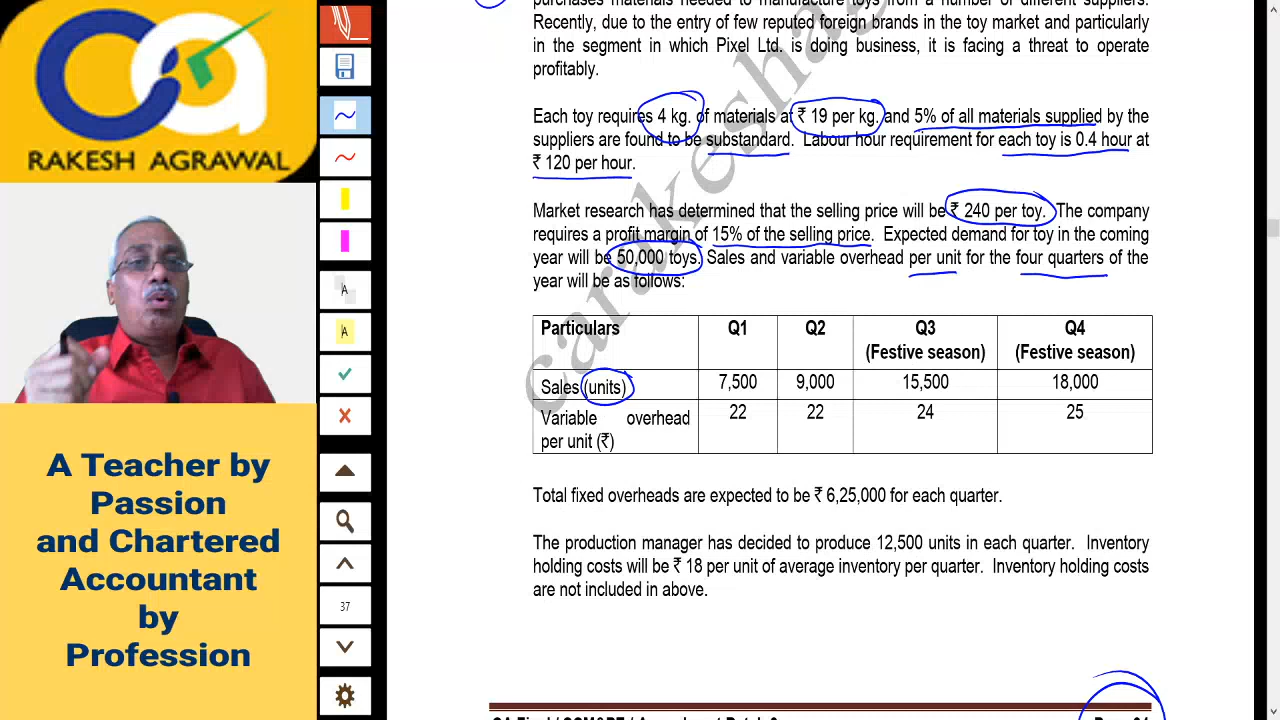 purchases materials needed to manufacture toys from a number of different suppliers.
Recently, due to the entry of few reputed foreign brands in the toy market and particularly
in the segment in which Pixel Ltd. is doing business, it is facing a threat to operate
profitably.
Each toy requires 4 kg. of materials at ₹ 19 per kg. and 5% of all materials supplied by the
suppliers are found to be substandard. Labour hour requirement for each toy is 0.4 hour at
₹ 120 per hour.
Market research has determined that the selling price will be ₹ 240 per toy. The company
requires a profit margin of 15% of the selling price. Expected demand for toy in the coming
year will be 50,000 toys. Sales and variable overhead per unit for the four quarters of the
year will be as follows:
Particulars Q1 Q2 Q3 Q4
(Festive season) (Festive season)
Sales (units) 7,500 9,000 15,500 18,000
Variable overhead 22 22 24 25
per unit (₹)
Total fixed overheads are expected to be ₹ 6,25,000 for each quarter.
The production manager has decided to produce 12,500 units in each quarter. Inventory
holding costs will be ₹ 18 per unit of average inventory per quarter. Inventory holding costs
are not included in above.
RAKESH AGRAWAL
A Teacher by
Passion
and Chartered
Accountant
by
Profession
A
A
37